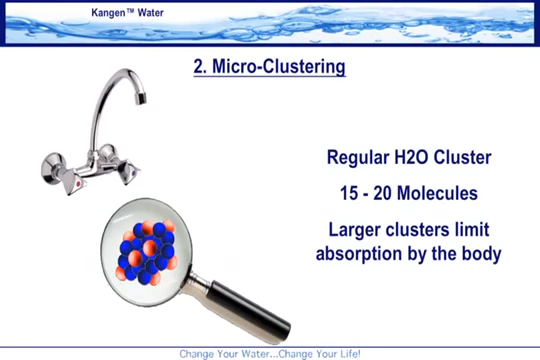 Kangen™ Water
2. Micro-Clustering
Regular H2O Cluster
15 - 20 Molecules
Larger clusters limit
absorption by the body
Change Your Water...Change Your Life!